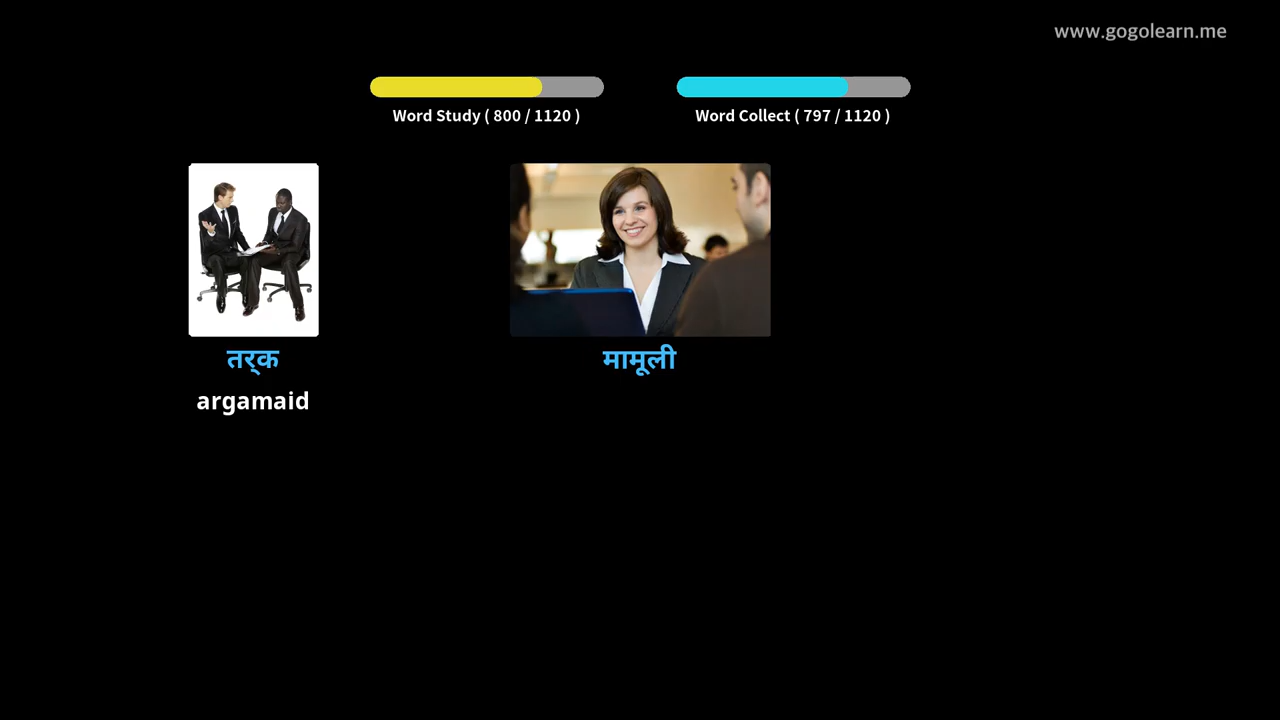 www.gogolearn.me
Word Study ( 800 / 1120 )
Word Collect ( 797 / 1120 )
तर्‌क
argamaid
मामूली